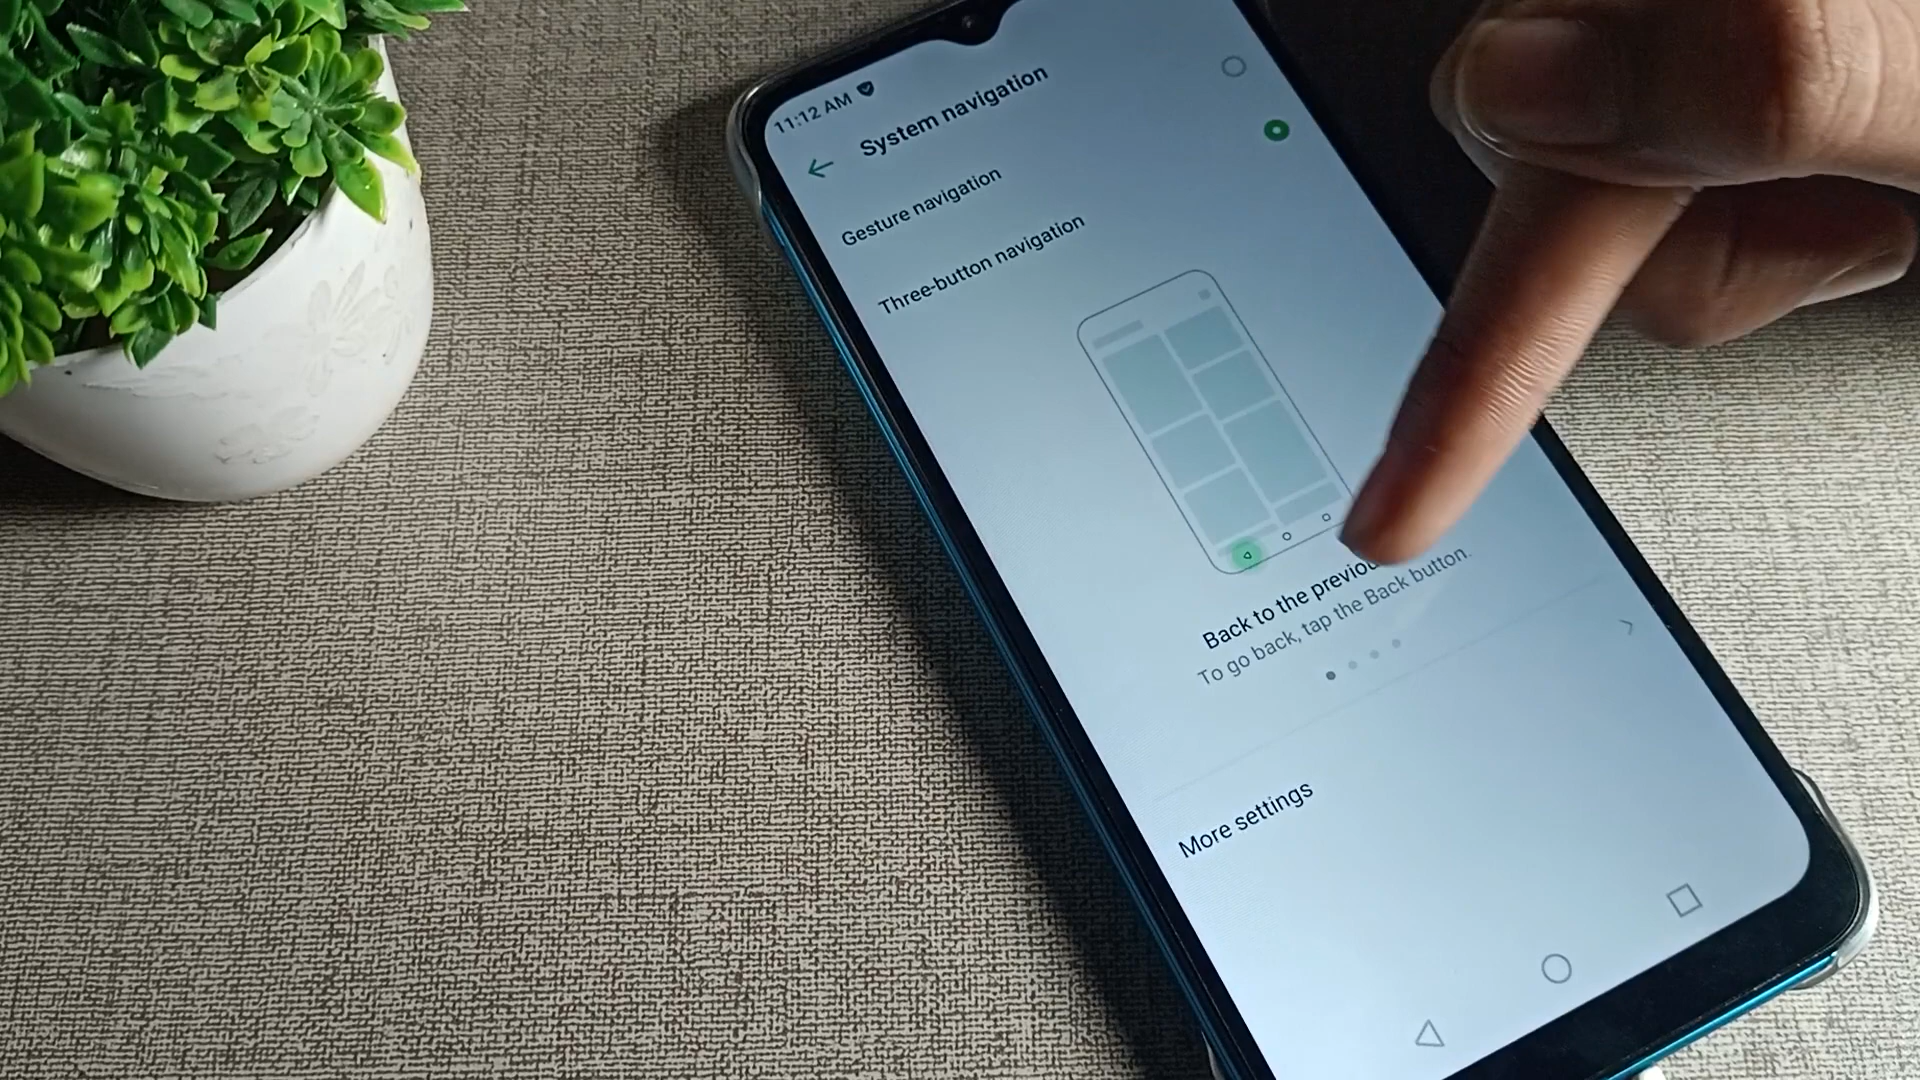 11:12 AM
System navigation
Gesture navigation
Three-button navigation
Back to the
To go back, tap the Back button.
More settings